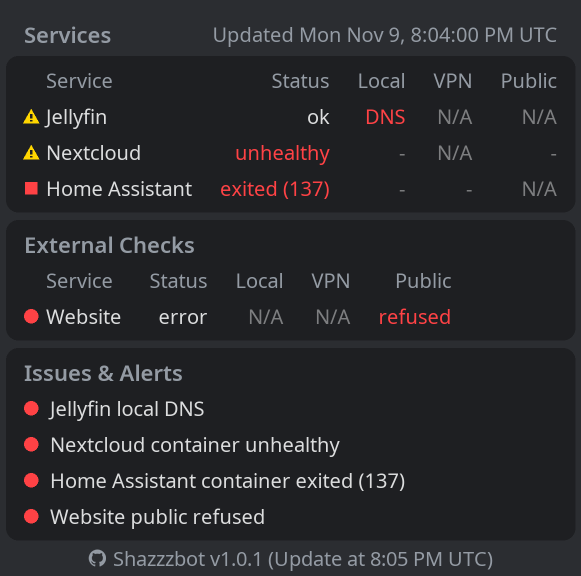 Services Updated Mon Nov 9, 8:04:00 PM UTC
Service Status Local VPN Public
Jellyfin ok DNS N/A N/A
Nextcloud unhealthy - N/A -
Home Assistant exited (137) - - N/A
External Checks
Service Status Local VPN Public
Website error N/A N/A refused
Issues & Alerts
Jellyfin local DNS
Nextcloud container unhealthy
Home Assistant container exited (137)
Website public refused
Shazzzbot v1.0.1 (Update at 8:05 PM UTC)